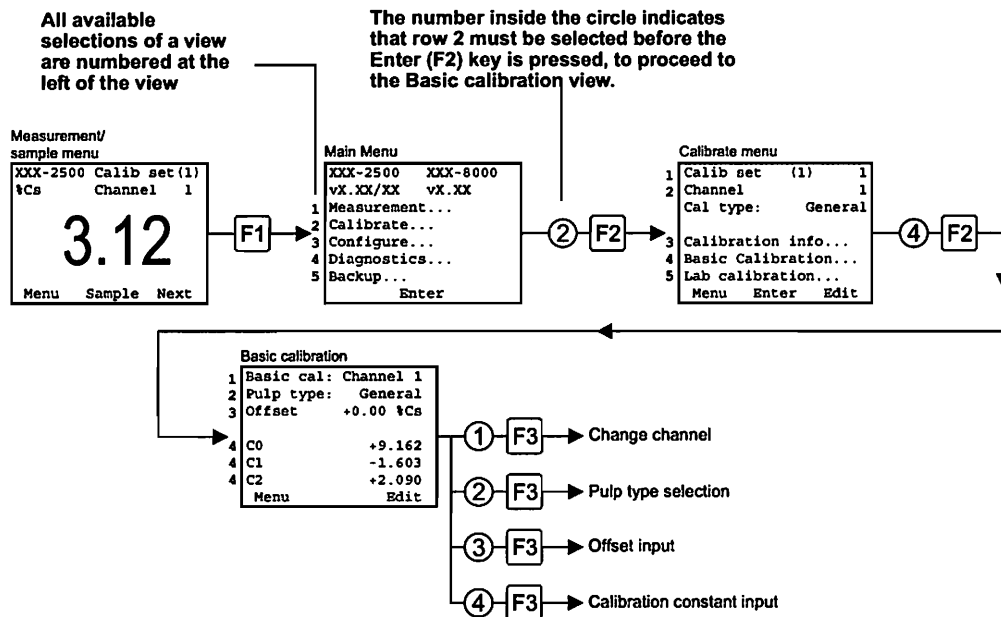 All available
selections of a view
are numbered at the
left of the view
The number inside the circle indicates
that row 2 must be selected before the
Enter (F2) key is pressed, to proceed to
the Basic calibration view.
Measurement/
sample menu
XXX-2500 Calib set(1)
%Cs Channel 1
3.12
Menu Sample Next
F1
Main Menu
XXX-2500 XXX-8000
vX.XX/XX vX.XX
1 Measurement...
2 Calibrate...
3 Configure...
4 Diagnostics...
5 Backup...
Enter
2 F2
Calibrate menu
1 Calib set (1) 1
2 Channel 1
Cal type: General
3 Calibration info...
4 Basic Calibration...
5 Lab calibration...
Menu Enter Edit
4 F2
Basic calibration
1 Basic cal: Channel 1
2 Pulp type: General
3 Offset +0.00 %Cs
4 C0 +9.162
4 C1 -1.603
4 C2 +2.090
Menu Edit
1 F3 Change channel
2 F3 Pulp type selection
3 F3 Offset input
4 F3 Calibration constant input